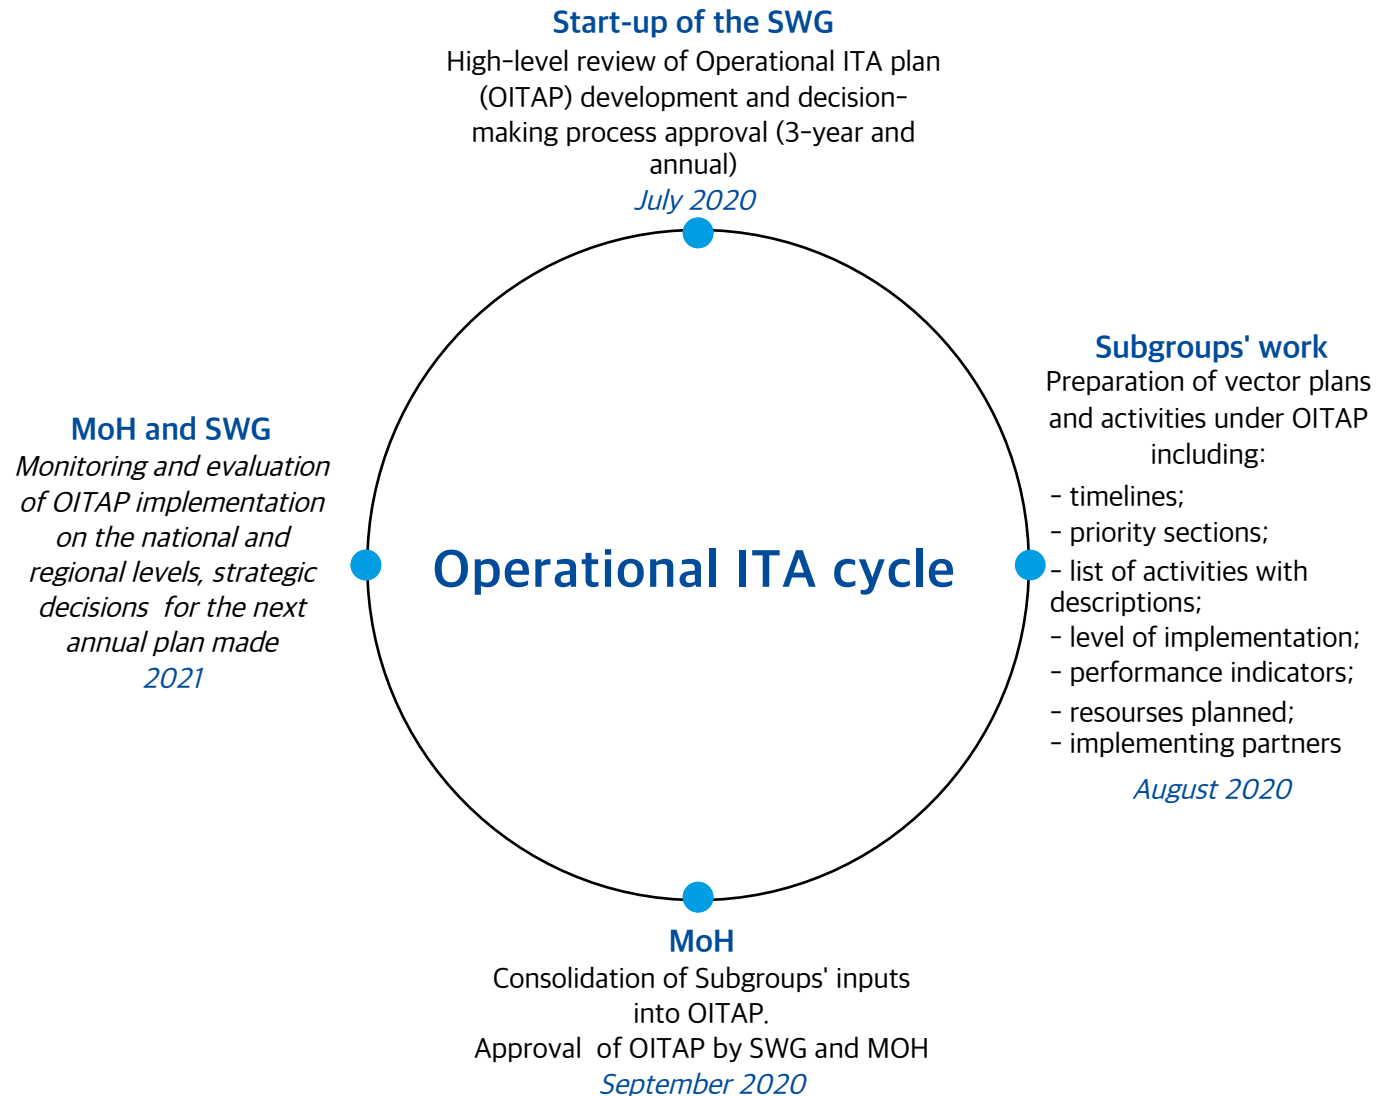 Start-up of the SWG
High-level review of Operational ITA plan
(OITAP) development and decision-
making process approval (3-year and
annual)
July 2020
Subgroups' work
Preparation of vector plans
and activities under OITAP
including:
- timelines;
- priority sections;
- list of activities with
descriptions;
- level of implementation;
- performance indicators;
- resourses planned;
- implementing partners
August 2020
MoH and SWG
Monitoring and evaluation
of OITAP implementation
on the national and
regional levels, strategic
decisions for the next
annual plan made
2021
Operational ITA cycle
MoH
Consolidation of Subgroups' inputs
into OITAP.
Approval of OITAP by SWG and MOH
September 2020